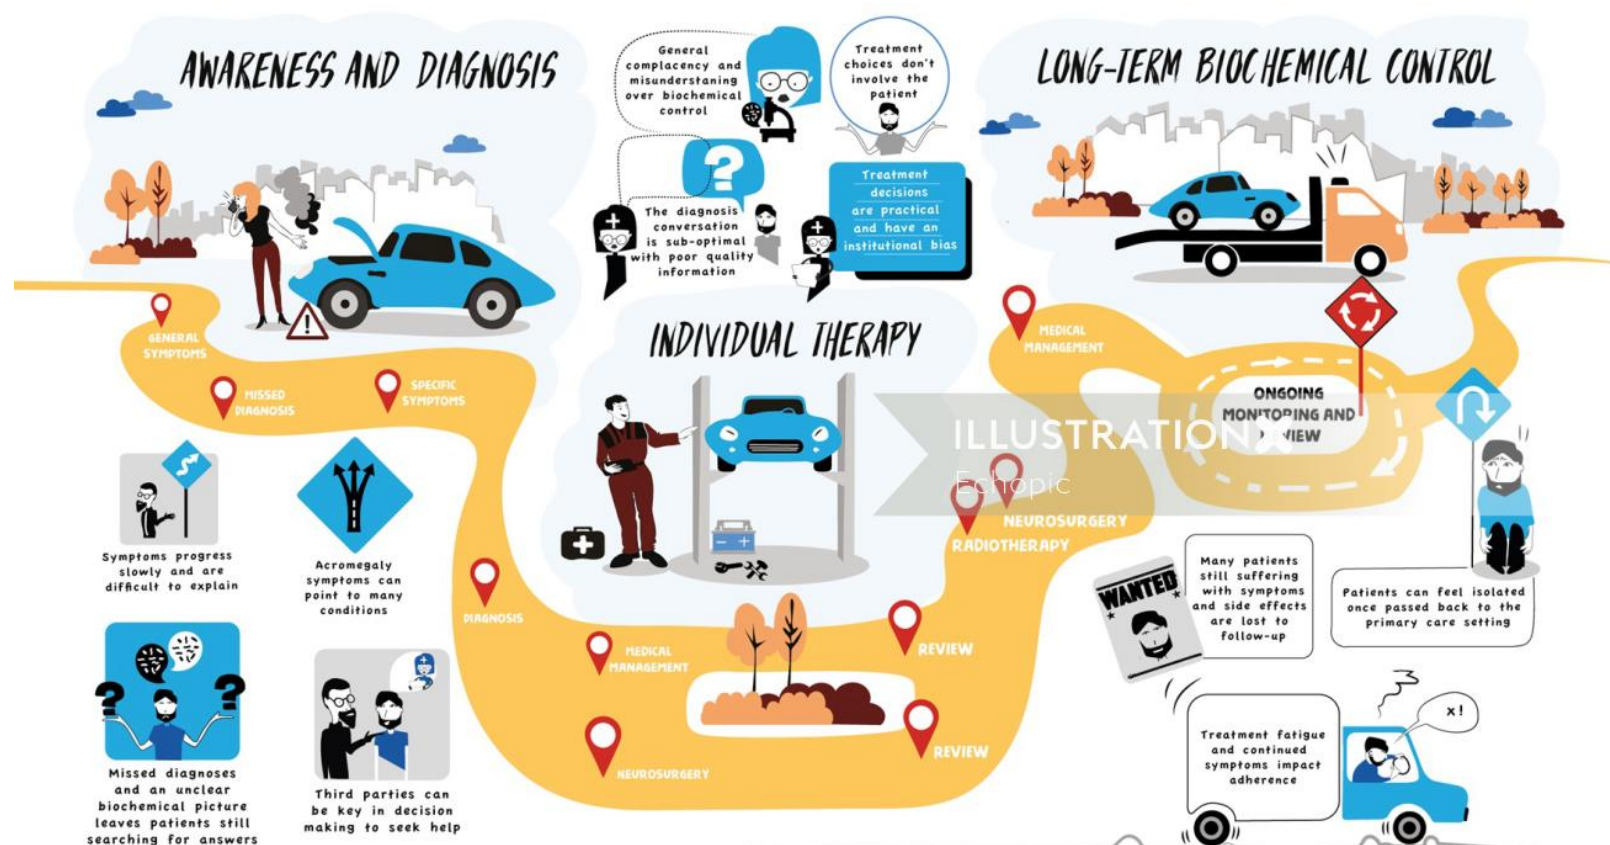 AWARENESS AND DIAGNOSIS
General
complacency and
misunderstaning
over biochemical
control
Treatment
choices don't
involve the
patient
LONG-TERM BIOCHEMICAL CONTROL
?
The diagnosis
conversation
is sub-optimal
with poor quality
information
Treatment
decisions
are practical
and have an
institutional bias
!
GENERAL
SYMPTOMS
MISSED
DIAGNOSIS
SPECIFIC
SYMPTOMS
INDIVIDUAL THERAPY
MEDICAL
MANAGEMENT
ONGOING
MONITORING AND
ILLUSTRATION X
Echopic
NEUROSURGERY
RADIOTHERAPY
Symptoms progress
slowly and are
difficult to explain
Acromegaly
symptoms can
point to many
conditions
DIAGNOSIS
MEDICAL
MANAGEMENT
NEUROSURGERY
REVIEW
REVIEW
? ?
Missed diagnoses
and an unclear
biochemical picture
leaves patients still
searching for answers
Third parties can
be key in decision
making to seek help
WANTED
Many patients
still suffering
with symptoms
and side effects
are lost to
follow-up
Patients can feel isolated
once passed back to the
primary care setting
Treatment fatigue
and continued
symptoms impact
adherence
x!